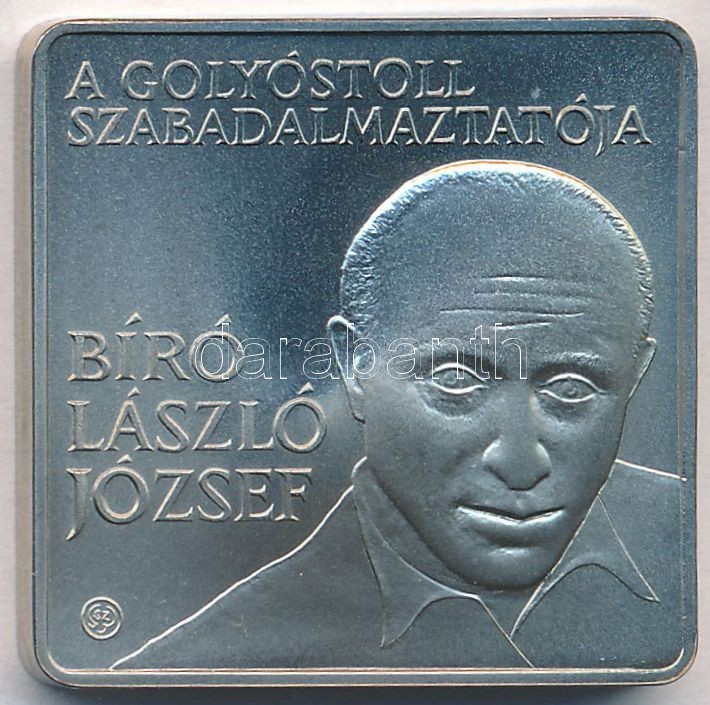 A GOLYÓSTOLL
SZABADALMAZTATÓJA
BÍRÓ
LÁSZLÓ
JÓZSEF
darabanth